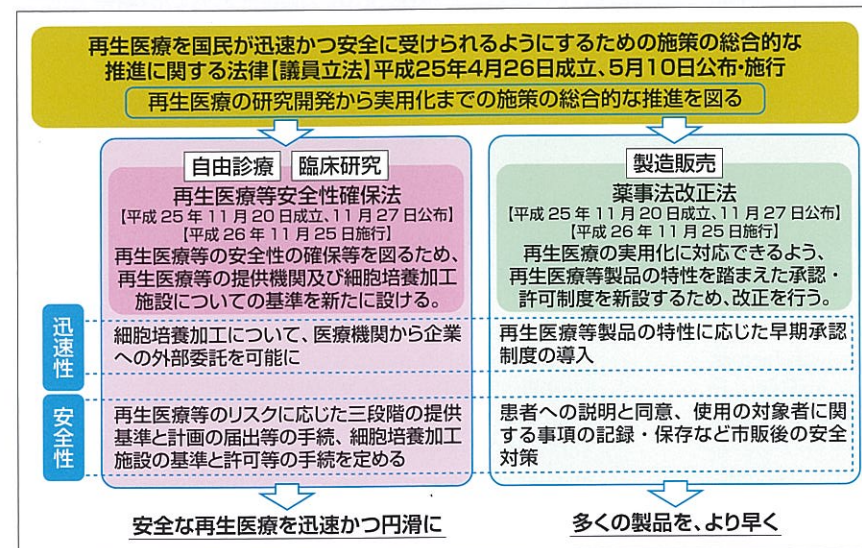 再生医療を国民が迅速かつ安全に受けられるようにするための施策の総合的な
推進に関する法律【議員立法】平成25年4月26日成立、5月10日公布・施行
再生医療の研究開発から実用化までの施策の総合的な推進を図る
自由診療 臨床研究
再生医療等安全性確保法
【平成25年11月20日成立、11月27日公布】
【平成26年11月25日施行】
再生医療等の安全性の確保等を図るため、
再生医療等の提供機関及び細胞培養加工
施設についての基準を新たに設ける。
製造販売
薬事法改正法
【平成25年11月20日成立、11月27日公布】
【平成26年11月25日施行】
再生医療の実用化に対応できるよう、
再生医療等製品の特性を踏まえた承認・
許可制度を新設するため、改正を行う。
迅速性
細胞培養加工について、医療機関から企業
への外部委託を可能に
再生医療等製品の特性に応じた早期承認
制度の導入
安全性
再生医療等のリスクに応じた三段階の提供
基準と計画の届出等の手続、細胞培養加工
施設の基準と許可等の手続を定める
患者への説明と同意、使用の対象者に関
する事項の記録・保存など市販後の安全
対策
安全な再生医療を迅速かつ円滑に
多くの製品を、より早く